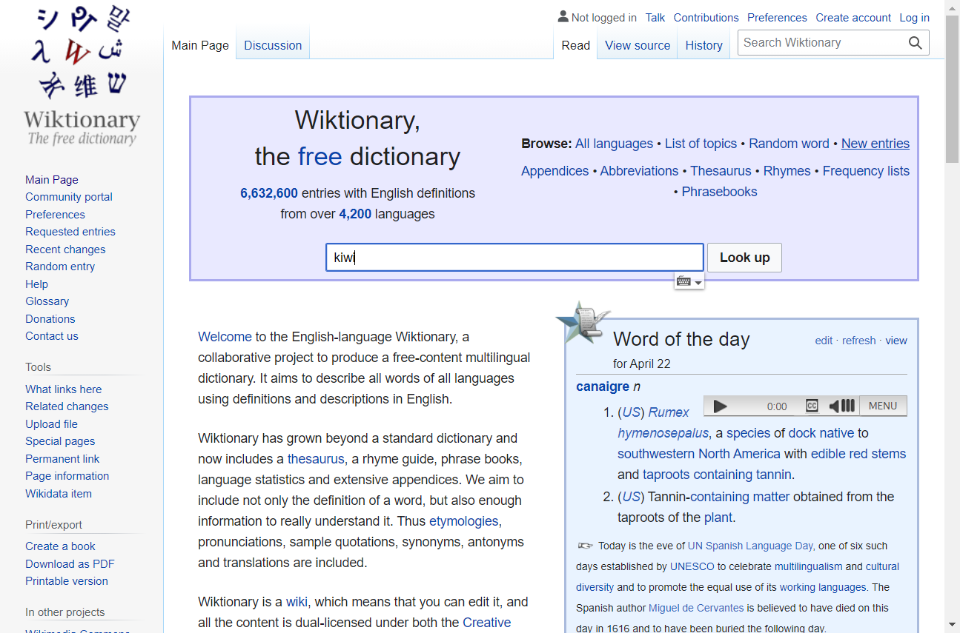 Not logged in Talk Contributions Preferences Create account Log in
Main Page Discussion Read View source History Search Wiktionary
Wiktionary
The free dictionary
Main Page
Community portal
Preferences
Requested entries
Recent changes
Random entry
Help
Glossary
Donations
Contact us
Tools
What links here
Related changes
Upload file
Special pages
Permanent link
Page information
Wikidata item
Print/export
Create a book
Download as PDF
Printable version
In other projects
Wiktionary,
the free dictionary
6,632,600 entries with English definitions
from over 4,200 languages
Browse: All languages • List of topics • Random word • New entries
Appendices • Abbreviations • Thesaurus • Rhymes • Frequency lists
• Phrasebooks
kiwi
Look up
Welcome to the English-language Wiktionary, a
collaborative project to produce a free-content multilingual
dictionary. It aims to describe all words of all languages
using definitions and descriptions in English.
Wiktionary has grown beyond a standard dictionary and
now includes a thesaurus, a rhyme guide, phrase books,
language statistics and extensive appendices. We aim to
include not only the definition of a word, but also enough
information to really understand it. Thus etymologies,
pronunciations, sample quotations, synonyms, antonyms
and translations are included.
Wiktionary is a wiki, which means that you can edit it, and
all the content is dual-licensed under both the Creative
Word of the day
edit · refresh · view
for April 22
canaigre n
0:00 CC MENU
1. (US) Rumex
hymenosepalus, a species of dock native to
southwestern North America with edible red stems
and taproots containing tannin.
2. (US) Tannin-containing matter obtained from the
taproots of the plant.
Today is the eve of UN Spanish Language Day, one of six such
days established by UNESCO to celebrate multilingualism and cultural
diversity and to promote the equal use of its working languages. The
Spanish author Miguel de Cervantes is believed to have died on this
day in 1616 and to have been buried the following day.